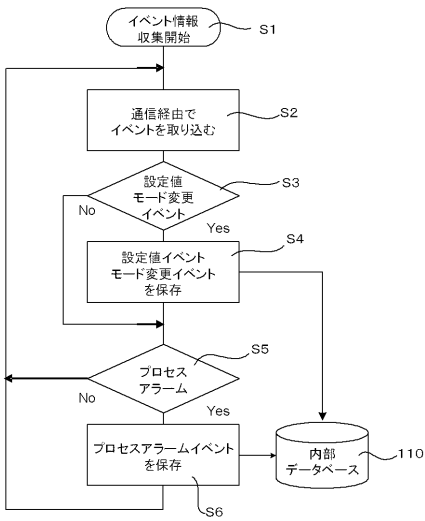 イベント情報
収集開始
S1
通信経由で
イベントを取り込む
S2
設定値
モード変更
イベント
S3
No
Yes
設定値イベント
モード変更イベント
を保存
S4
プロセス
アラーム
S5
No
Yes
プロセスアラームイベント
を保存
S6
内部
データベース
110